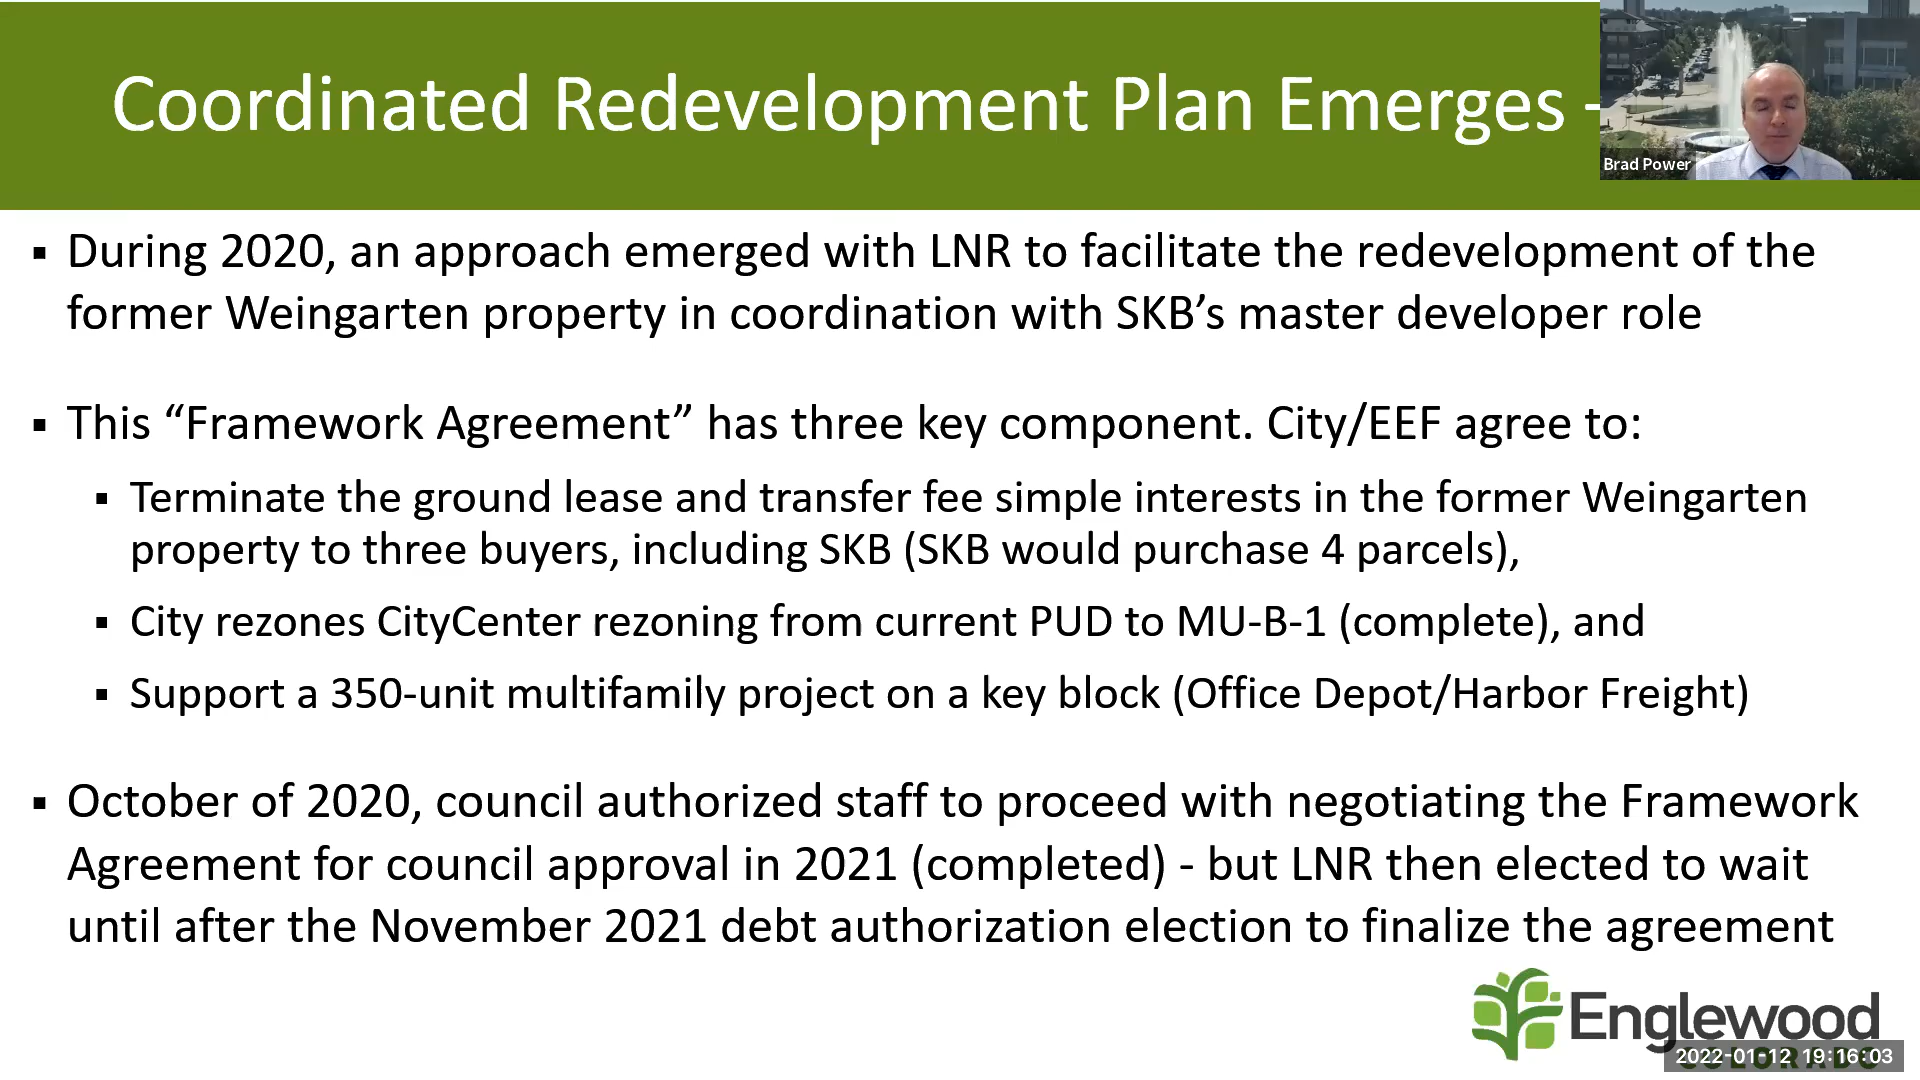 Coordinated Redevelopment Plan Emerges -
Brad Power
▪ During 2020, an approach emerged with LNR to facilitate the redevelopment of the
former Weingarten property in coordination with SKB’s master developer role
▪ This “Framework Agreement” has three key component. City/EEF agree to:
▪ Terminate the ground lease and transfer fee simple interests in the former Weingarten
property to three buyers, including SKB (SKB would purchase 4 parcels),
▪ City rezones CityCenter rezoning from current PUD to MU-B-1 (complete), and
▪ Support a 350-unit multifamily project on a key block (Office Depot/Harbor Freight)
▪ October of 2020, council authorized staff to proceed with negotiating the Framework
Agreement for council approval in 2021 (completed) - but LNR then elected to wait
until after the November 2021 debt authorization election to finalize the agreement
Englewood
COLORADO
2022-01-12 19:16:03